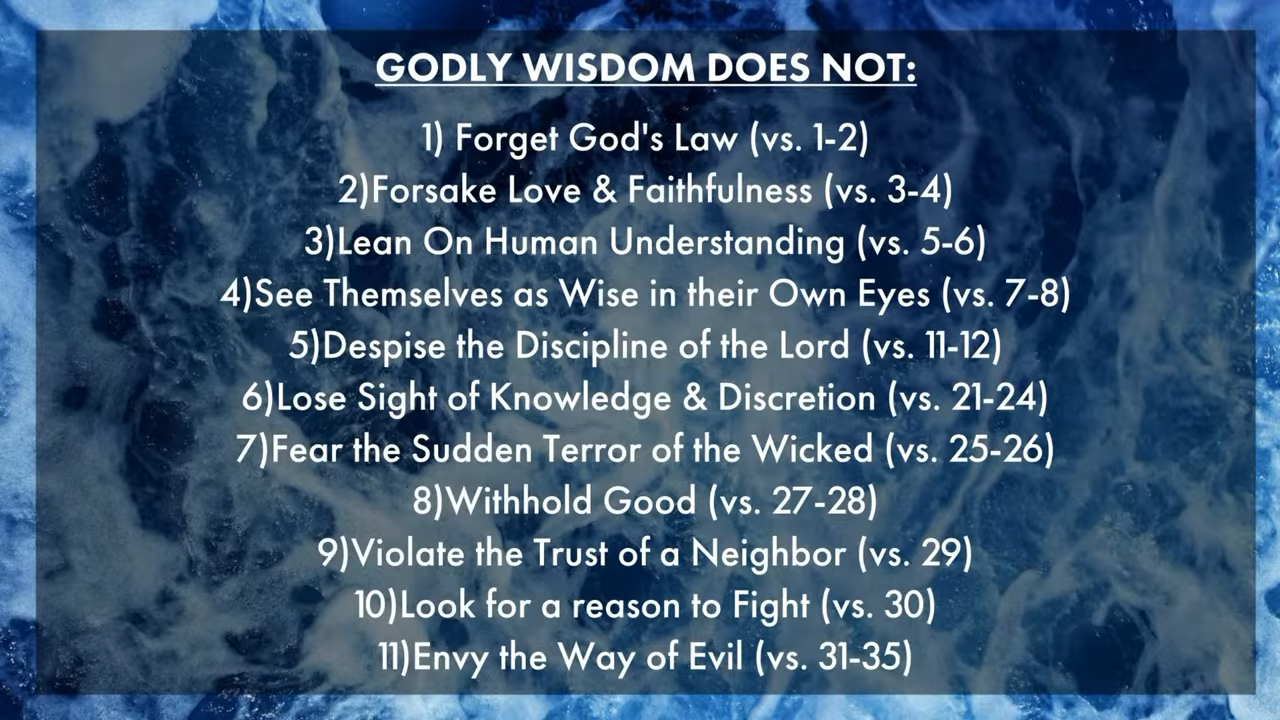 GODLY WISDOM DOES NOT:
1) Forget God's Law (vs. 1-2)
2)Forsake Love & Faithfulness (vs. 3-4)
3)Lean On Human Understanding (vs. 5-6)
4)See Themselves as Wise in their Own Eyes (vs. 7-8)
5)Despise the Discipline of the Lord (vs. 11-12)
6)Lose Sight of Knowledge & Discretion (vs. 21-24)
7)Fear the Sudden Terror of the Wicked (vs. 25-26)
8)Withhold Good (vs. 27-28)
9)Violate the Trust of a Neighbor (vs. 29)
10)Look for a reason to Fight (vs. 30)
11)Envy the Way of Evil (vs. 31-35)